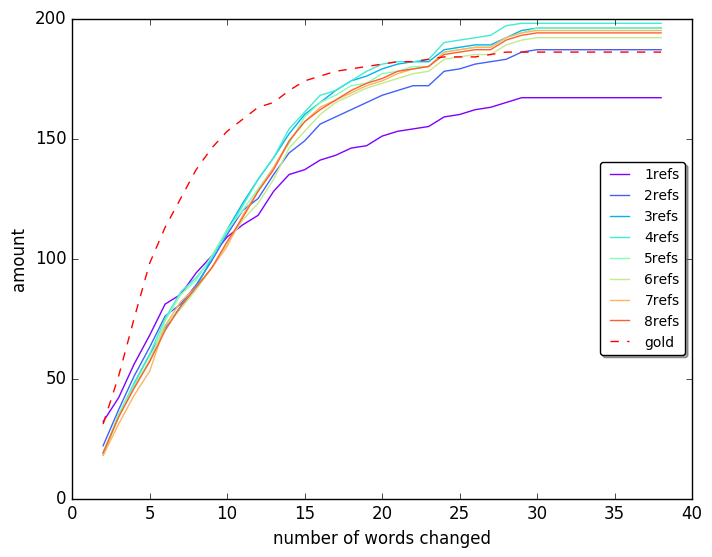 200
150
100
50
0
amount
0 5 10 15 20 25 30 35 40
number of words changed
1refs
2refs
3refs
4refs
5refs
6refs
7refs
8refs
gold